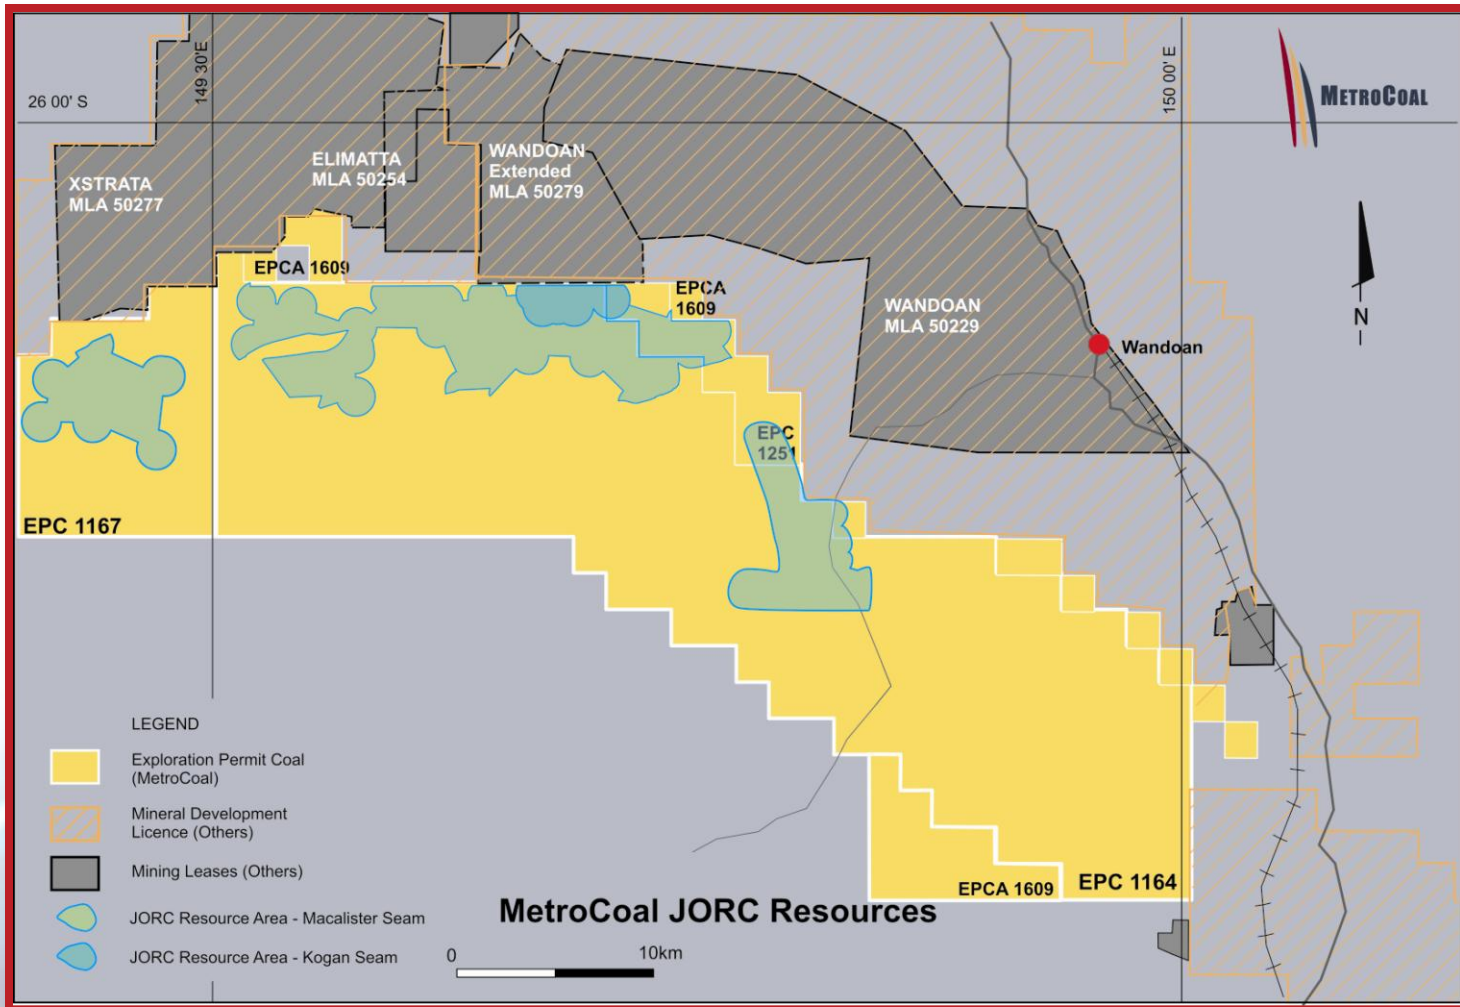 26 00' S
149 30'E
150 00' E
METROCOAL
XSTRATA
MLA 50277
ELIMATTA
MLA 50254
WANDOAN
Extended
MLA 50279
EPCA 1609
EPCA
1609
WANDOAN
MLA 50229
Wandoan
N
EPC
1251
EPC 1167
LEGEND
Exploration Permit Coal
(MetroCoal)
Mineral Development
Licence (Others)
Mining Leases (Others)
JORC Resource Area - Macalister Seam
JORC Resource Area - Kogan Seam
EPCA 1609
EPC 1164
MetroCoal JORC Resources
0
10km